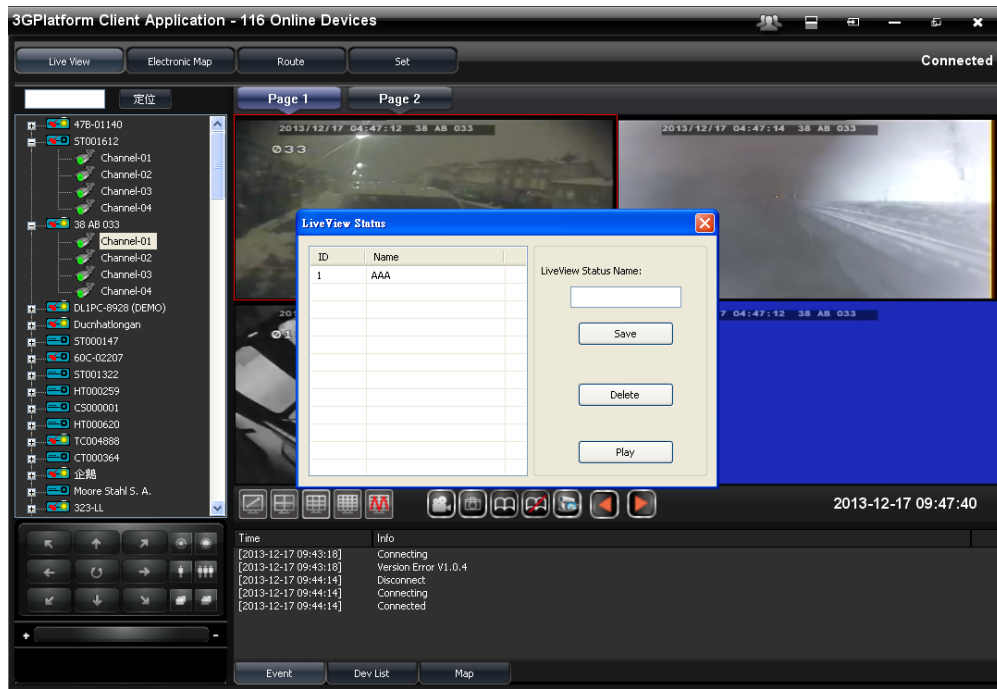 3GPlatform Client Application - 116 Online Devices
Live View
Electronic Map
Route
Set
Connected
定位
Page 1
Page 2
47B-01140
ST001612
Channel-01
Channel-02
Channel-03
Channel-04
38 AB 033
Channel-01
Channel-02
Channel-03
Channel-04
DL1PC-8928 (DEMO)
Ducnhatlongan
ST000147
60C-02207
ST001322
HT000259
CS000001
HT000620
TC004888
CT000364
企鵝
Moore Stahl S. A.
323-LL
2013/12/17 04:47:12 38 AB 033
033
2013/12/17 04:47:14 38 AB 033
7 04:47:12 38 AB 033
LiveView Status
ID Name
1 AAA
LiveView Status Name:
Save
Delete
Play
2013-12-17 09:47:40
Time Info
[2013-12-17 09:43:18] Connecting
[2013-12-17 09:43:18] Version Error V1.0.4
[2013-12-17 09:44:14] Disconnect
[2013-12-17 09:44:14] Connecting
[2013-12-17 09:44:14] Connected
Event
Dev List
Map